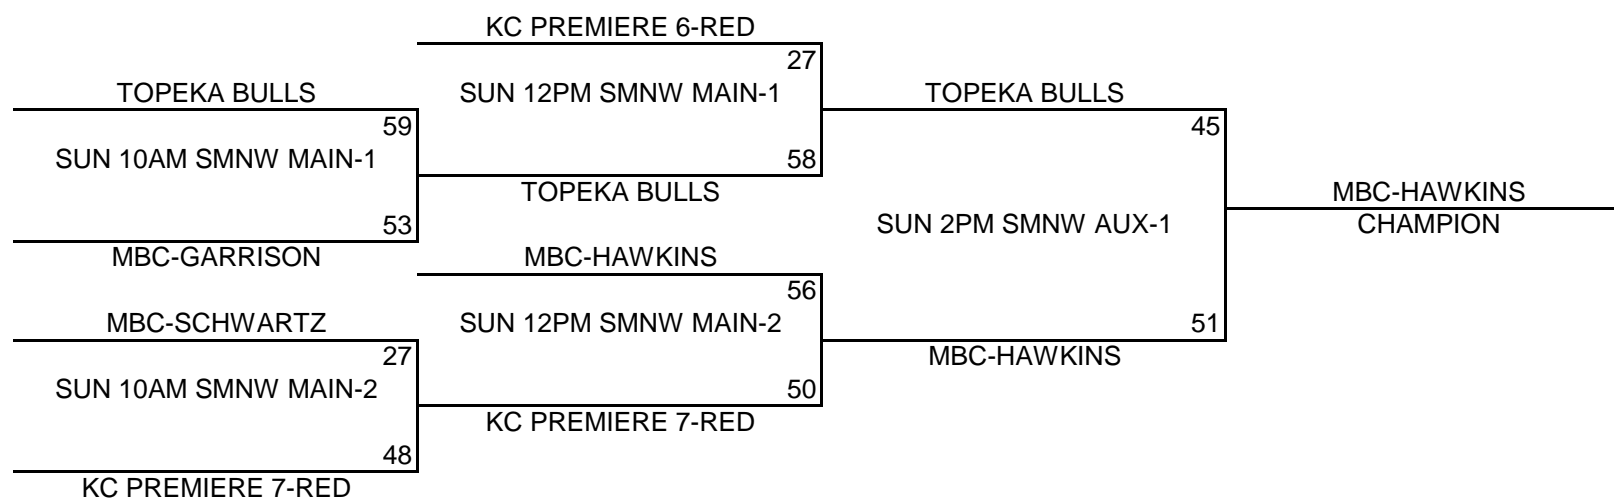 KC PREMIERE 6-RED
27
TOPEKA BULLS
SUN 12PM SMNW MAIN-1
TOPEKA BULLS
59
45
SUN 10AM SMNW MAIN-1
58
TOPEKA BULLS
MBC-HAWKINS
53
SUN 2PM SMNW AUX-1
CHAMPION
MBC-GARRISON
MBC-HAWKINS
56
MBC-SCHWARTZ
SUN 12PM SMNW MAIN-2
51
27
MBC-HAWKINS
SUN 10AM SMNW MAIN-2
50
KC PREMIERE 7-RED
48
KC PREMIERE 7-RED